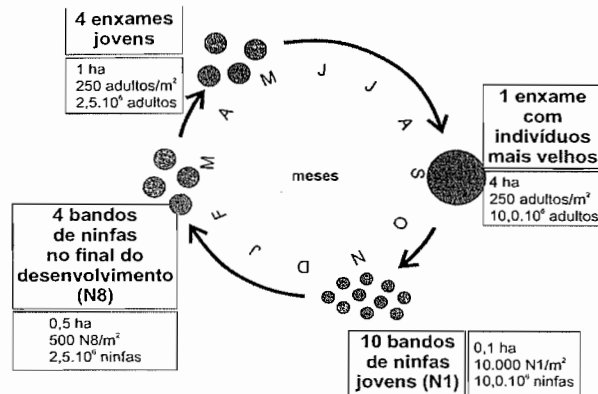 4 enxames
jovens
1 ha
250 adultos/m²
2,5.10⁶ adultos
M
J
J
A
S
O
N
D
J
F
M
A
meses
1 enxame
com
indivíduos
mais velhos
4 ha
250 adultos/m²
10,0.10⁶ adultos
10 bandos
de ninfas
jovens (N1)
0,1 ha
10.000 N1/m²
10,0.10⁶ ninfas
4 bandos
de ninfas
no final do
desenvolvimento
(N8)
0,5 ha
500 N8/m²
2,5.10⁶ ninfas